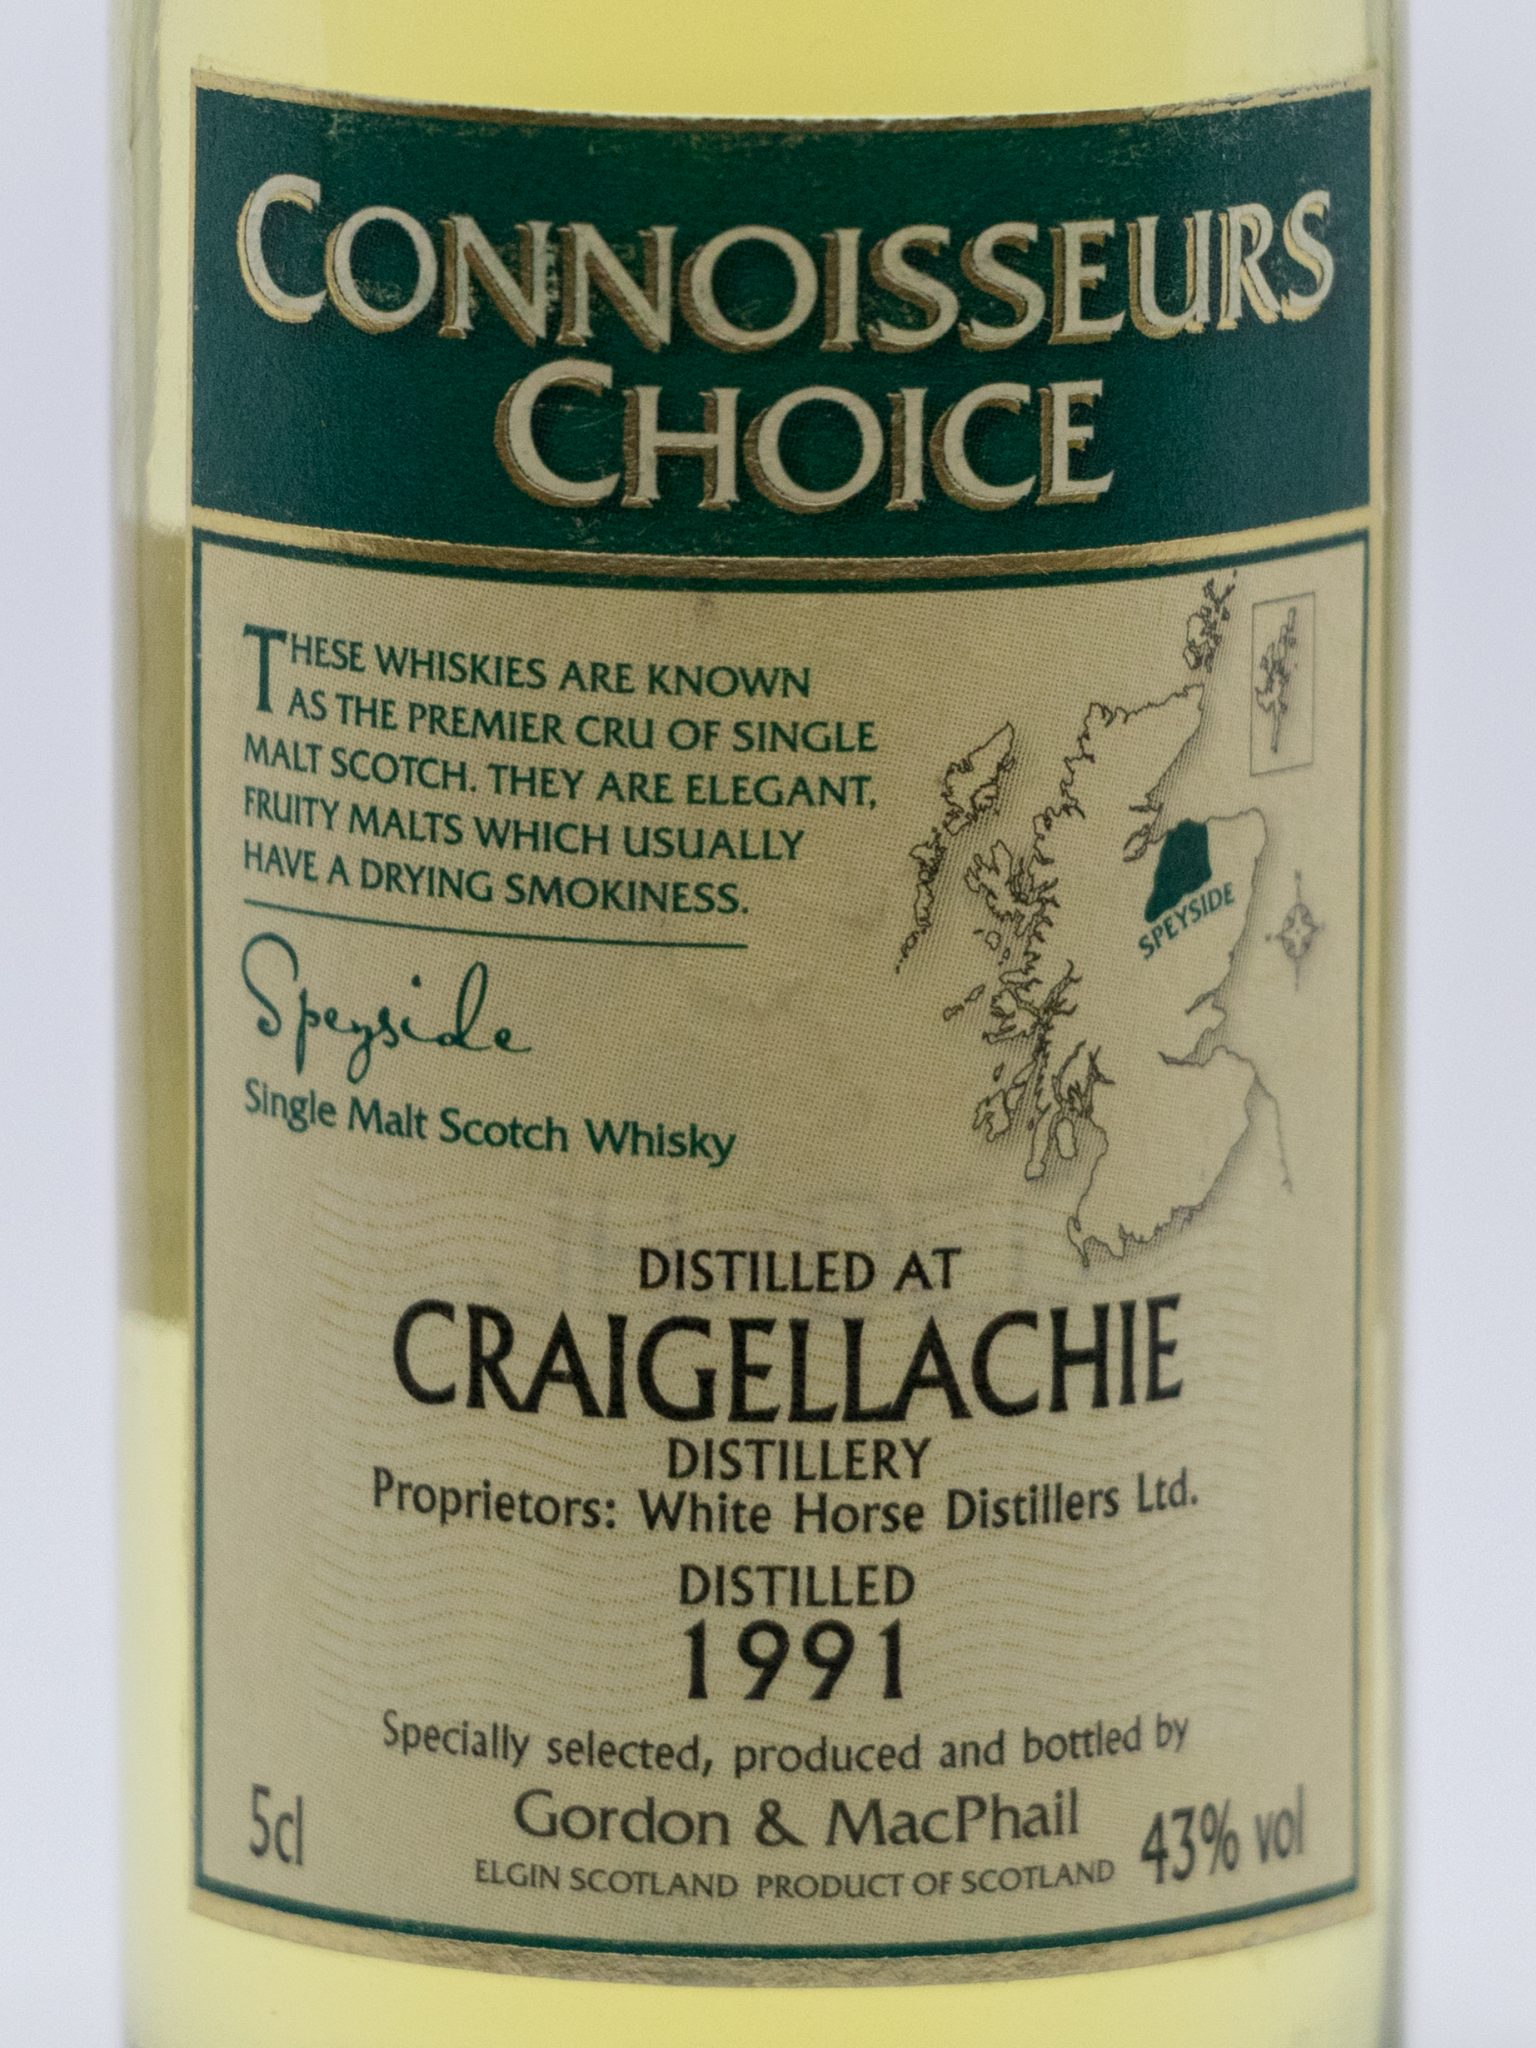 CONNOISSEURS
CHOICE
THESE WHISKIES ARE KNOWN
AS THE PREMIER CRU OF SINGLE
MALT SCOTCH. THEY ARE ELEGANT,
FRUITY MALTS WHICH USUALLY
HAVE A DRYING SMOKINESS.
Speyside
Single Malt Scotch Whisky
SPEYSIDE
DISTILLED AT
CRAIGELLACHIE
DISTILLERY
Proprietors: White Horse Distillers Ltd.
DISTILLED
1991
Specially selected, produced and bottled by
Gordon & MacPhail
5cl
43% vol
ELGIN SCOTLAND PRODUCT OF SCOTLAND